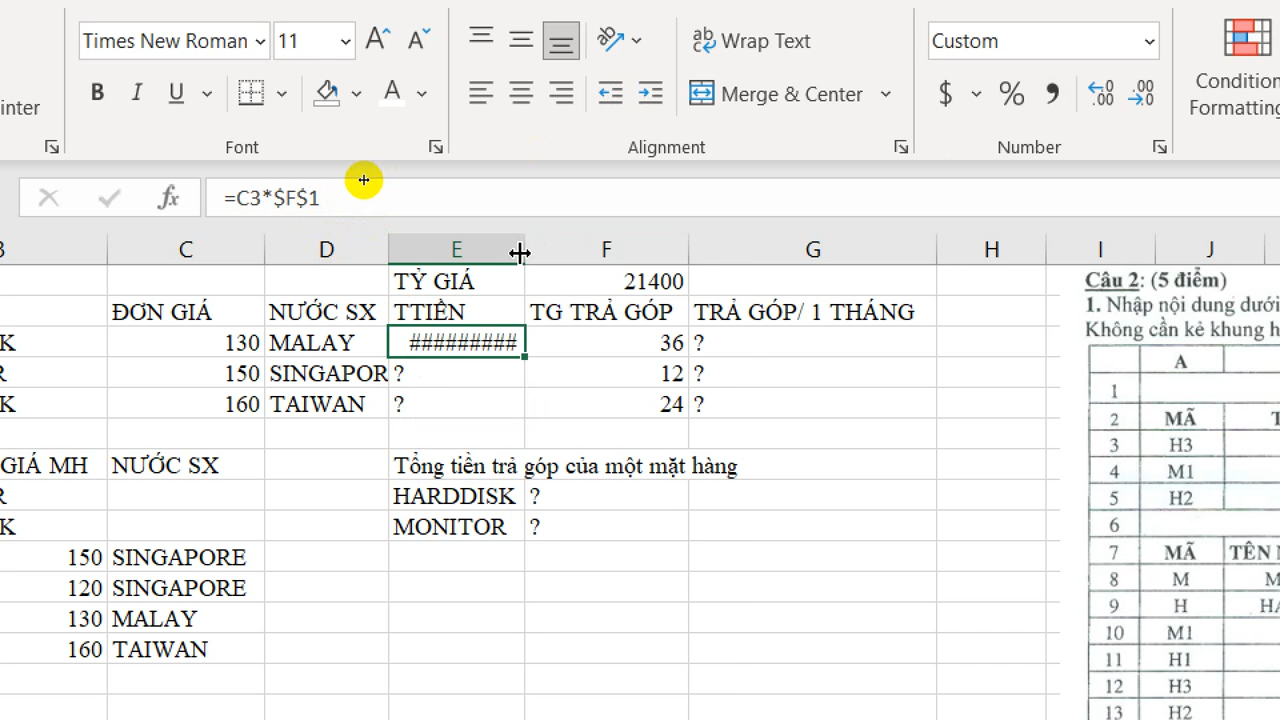 Times New Roman 11 A A Wrap Text Custom
B I U A Merge & Center $ % Conditio
inter Formatting
Font Alignment Number
fx =C3*$F$1
C D E F G H I J
TỶ GIÁ 21400
ĐƠN GIÁ NƯỚC SX TTIỀN TG TRẢ GÓP TRẢ GÓP/ 1 THÁNG
K 130 MALAY ######### 36 ?
R 150 SINGAPOR ? 12 ?
K 160 TAIWAN ? 24 ?
GIÁ MH NƯỚC SX Tổng tiền trả góp của một mặt hàng
R HARDDISK ?
K MONITOR ?
150 SINGAPORE
120 SINGAPORE
130 MALAY
160 TAIWAN
Câu 2: (5 điểm)
1. Nhập nội dung dưới
Không cần kẻ khung h
A
1
2 MÃ T
3 H3
4 M1
5 H2
6
7 MÃ TÊN
8 M M
9 H HA
10 M1
11 H1
12 H3
13 H2